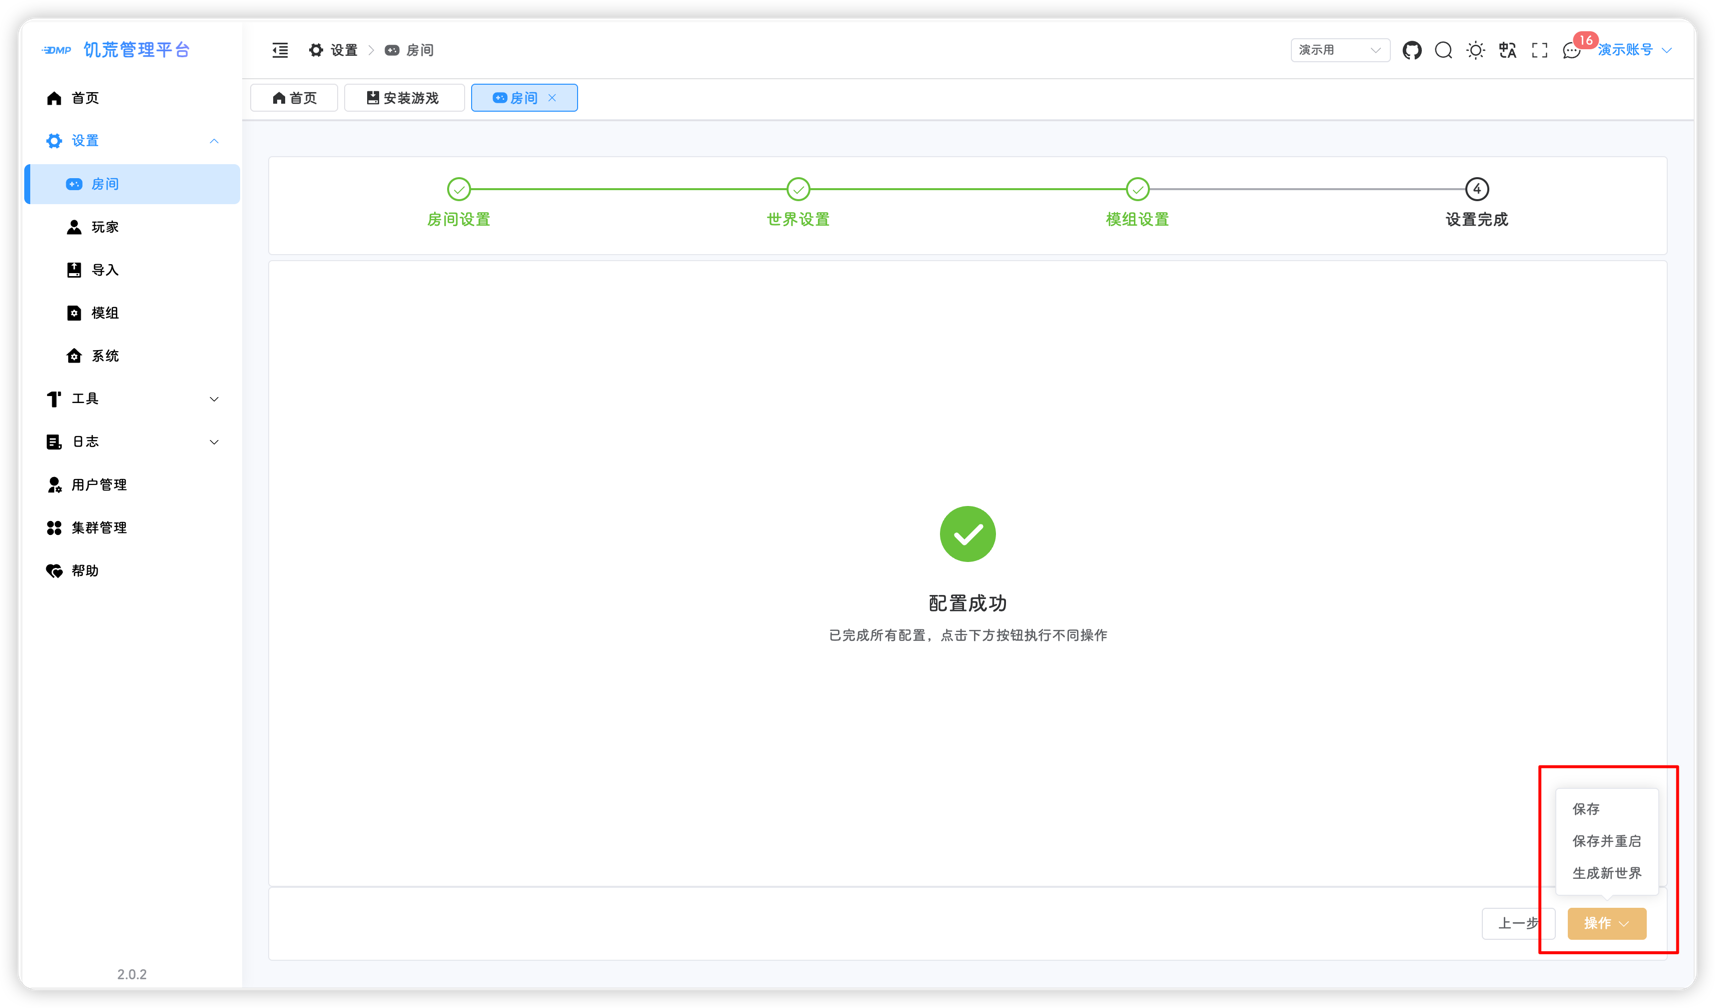 DMP 饥荒管理平台
设置 房间
演示用
16
演示账号
首页
安装游戏
房间
首页
设置
房间
玩家
导入
模组
系统
工具
日志
用户管理
集群管理
帮助
2.0.2
4
房间设置
世界设置
模组设置
设置完成
配置成功
已完成所有配置，点击下方按钮执行不同操作
保存
保存并重启
生成新世界
上一步
操作